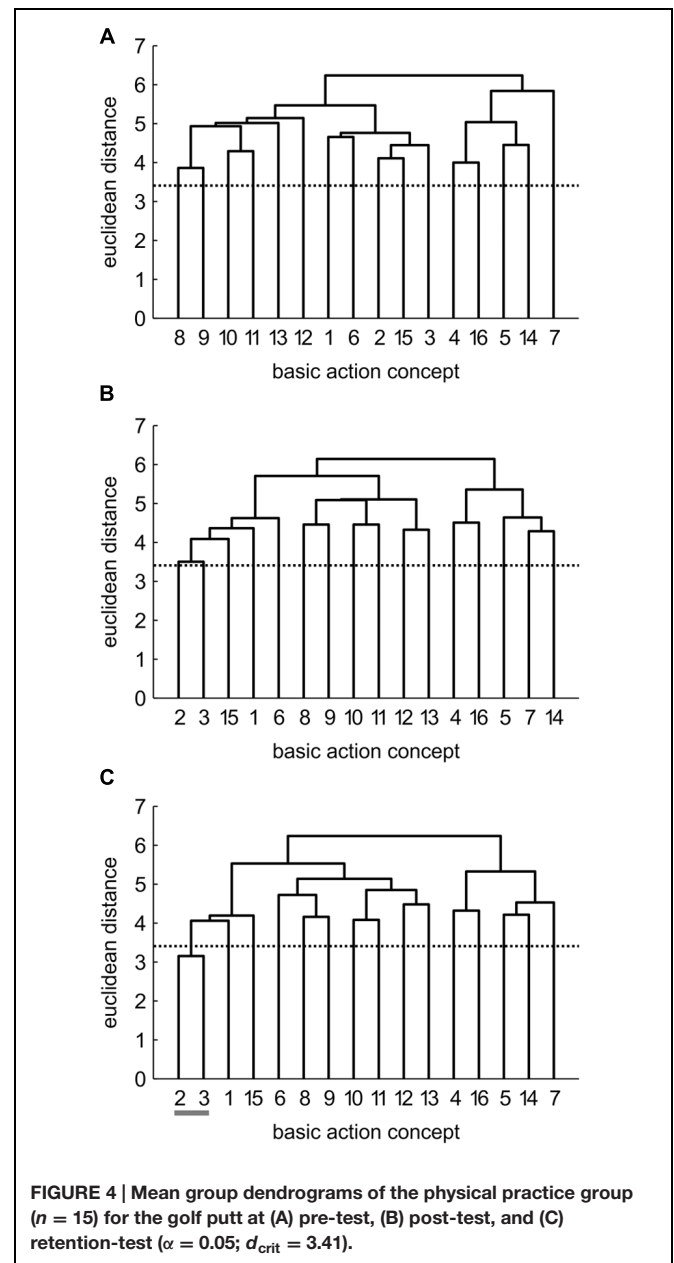 A
7
6
5
4
3
2
1
0
euclidean distance
8 9 10 11 13 12 1 6 2 15 3 4 16 5 14 7
basic action concept
B
7
6
5
4
3
2
1
0
euclidean distance
2 3 15 1 6 8 9 10 11 12 13 4 16 5 7 14
basic action concept
C
7
6
5
4
3
2
1
0
euclidean distance
2 3 1 15 6 8 9 10 11 12 13 4 16 5 14 7
basic action concept
FIGURE 4 | Mean group dendrograms of the physical practice group
(n = 15) for the golf putt at (A) pre-test, (B) post-test, and (C)
retention-test (α = 0.05; dcrit = 3.41).